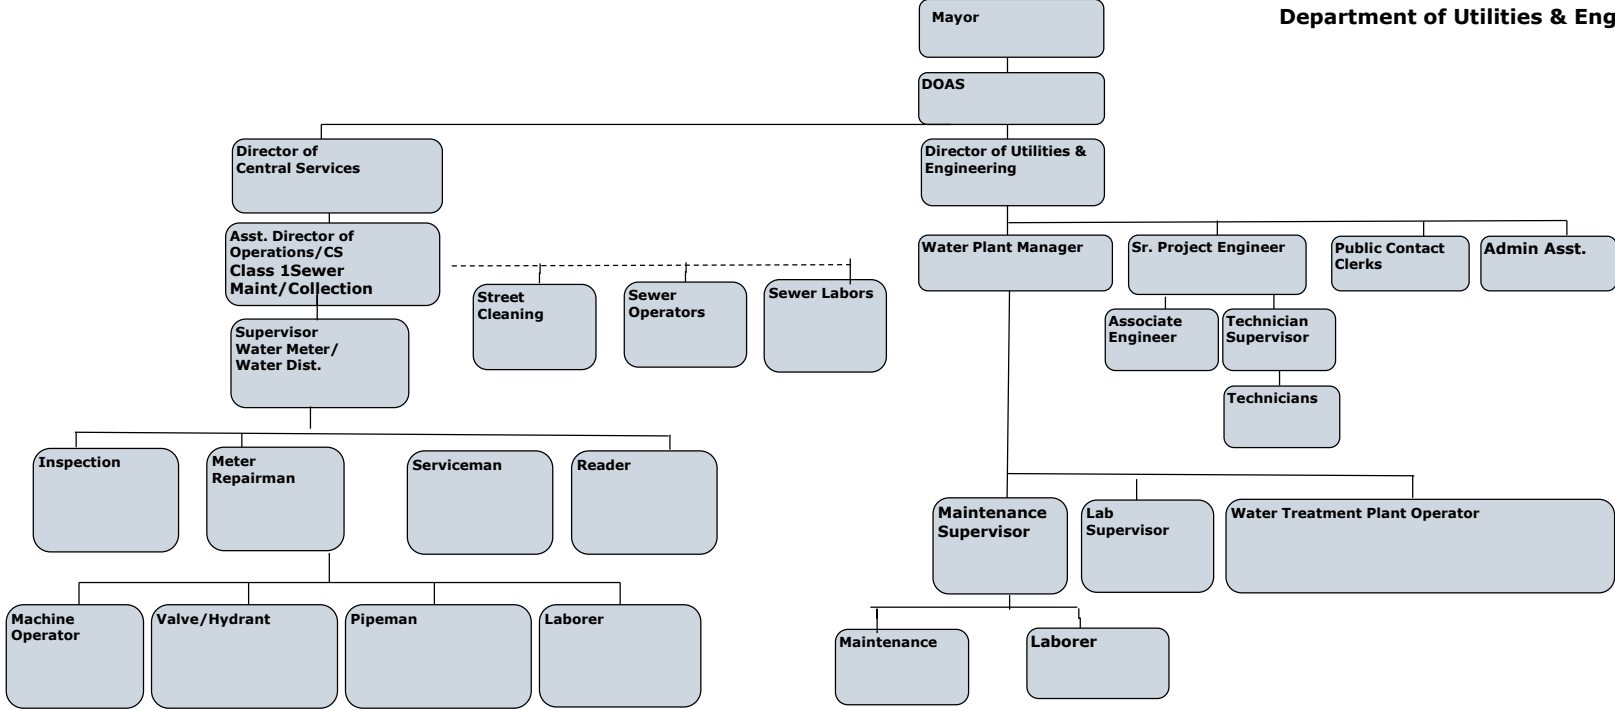 Department of Utilities & Eng
Mayor
DOAS
Director of
Central Services
Director of Utilities &
Engineering
Asst. Director of
Operations/CS
Class 1Sewer
Maint/Collection
Water Plant Manager
Sr. Project Engineer
Public Contact
Clerks
Admin Asst.
Street
Cleaning
Sewer
Operators
Sewer Labors
Supervisor
Water Meter/
Water Dist.
Associate
Engineer
Technician
Supervisor
Technicians
Inspection
Meter
Repairman
Serviceman
Reader
Maintenance
Supervisor
Lab
Supervisor
Water Treatment Plant Operator
Machine
Operator
Valve/Hydrant
Pipeman
Laborer
Maintenance
Laborer